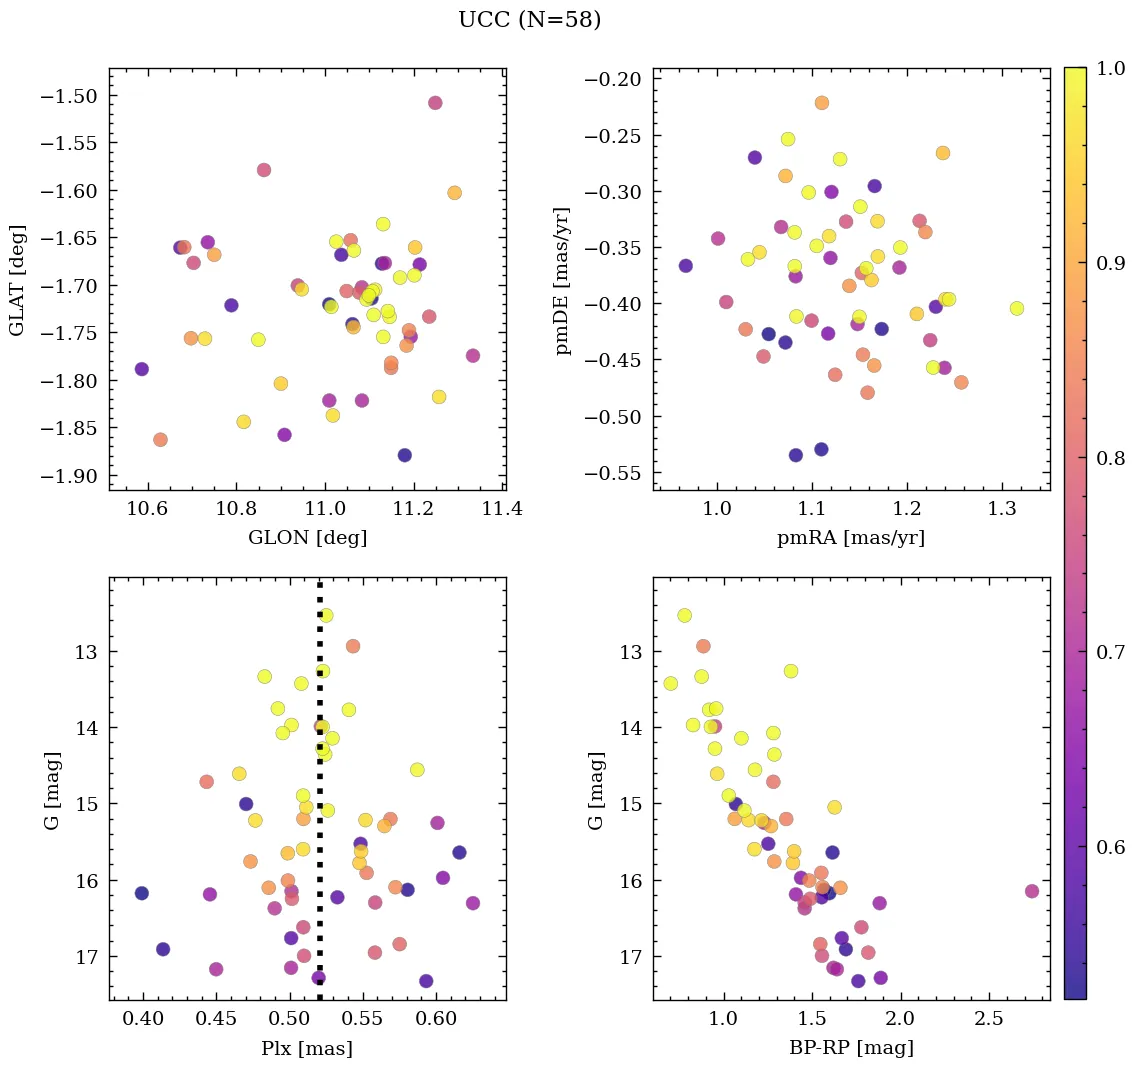 UCC (N=58)
GLAT [deg]
−1.50
−1.55
−1.60
−1.65
−1.70
−1.75
−1.80
−1.85
−1.90
10.6 10.8 11.0 11.2 11.4
GLON [deg]
pmDE [mas/yr]
−0.20
−0.25
−0.30
−0.35
−0.40
−0.45
−0.50
−0.55
1.0 1.1 1.2 1.3
pmRA [mas/yr]
1.0
0.9
0.8
0.7
0.6
G [mag]
13
14
15
16
17
0.40 0.45 0.50 0.55 0.60
Plx [mas]
G [mag]
13
14
15
16
17
1.0 1.5 2.0 2.5
BP-RP [mag]